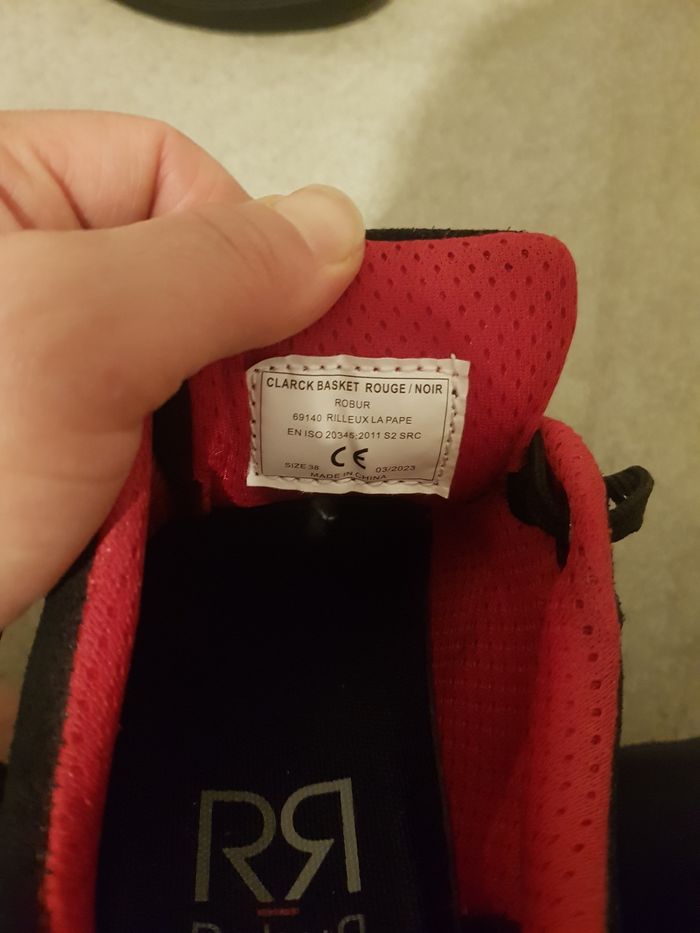 CLARCK BASKET ROUGE / NOIR
ROBUR
69140 RILLEUX LA PAPE
EN ISO 20345:2011 S2 SRC
CE
SIZE 38 03/2023
MADE IN CHINA
RR